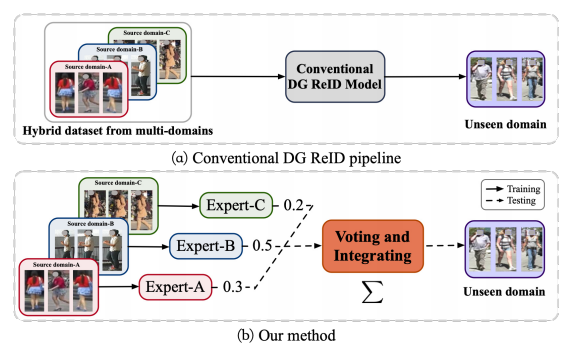 Source domain-C
Source domain-B
Source domain-A
Hybrid dataset from multi-domains
Conventional
DG ReID Model
Unseen domain
(a) Conventional DG ReID pipeline
Source domain-C
Source domain-B
Source domain-A
Expert-C
0.2
Expert-B
0.5
Expert-A
0.3
Voting and
Integrating
∑
Training
Testing
Unseen domain
(b) Our method